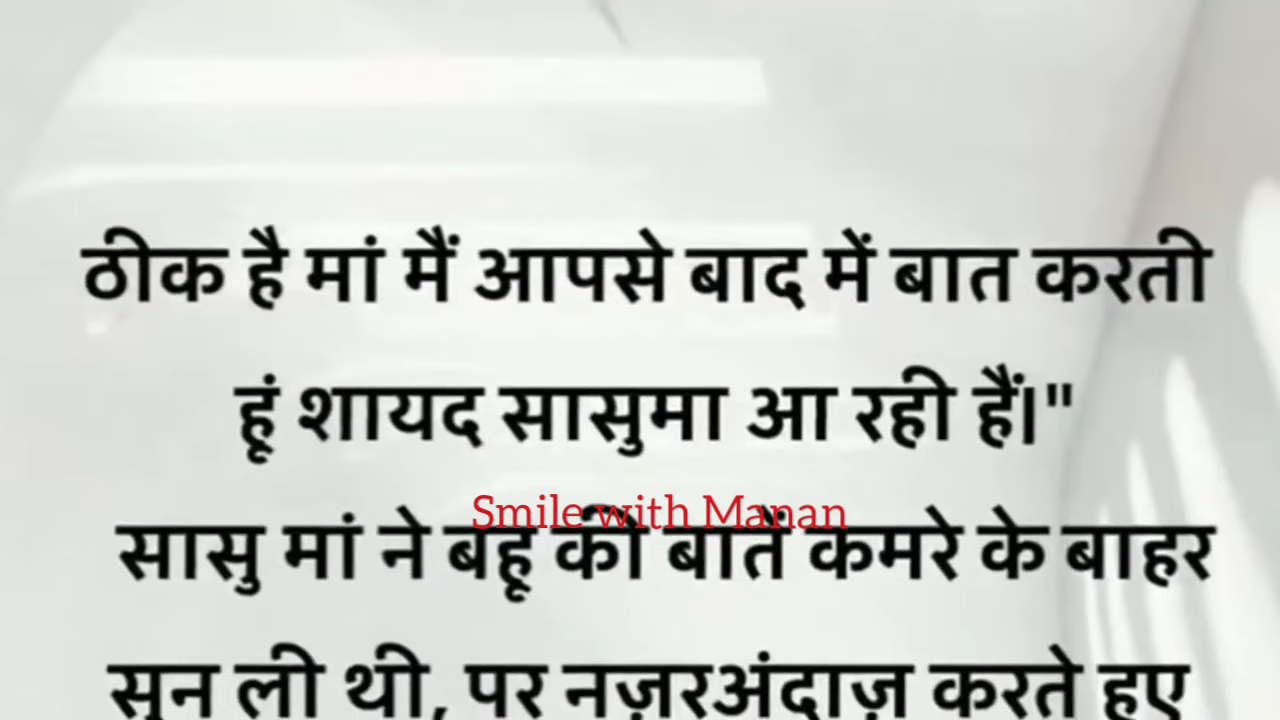 ठीक है मां मैं आपसे बाद में बात करती
हूं शायद सासुमा आ रही हैं।"
Smile with Manan
सासु मां ने बहू की बातें कमरे के बाहर
सुन ली थी, पर नज़रअंदाज़ करते हुए